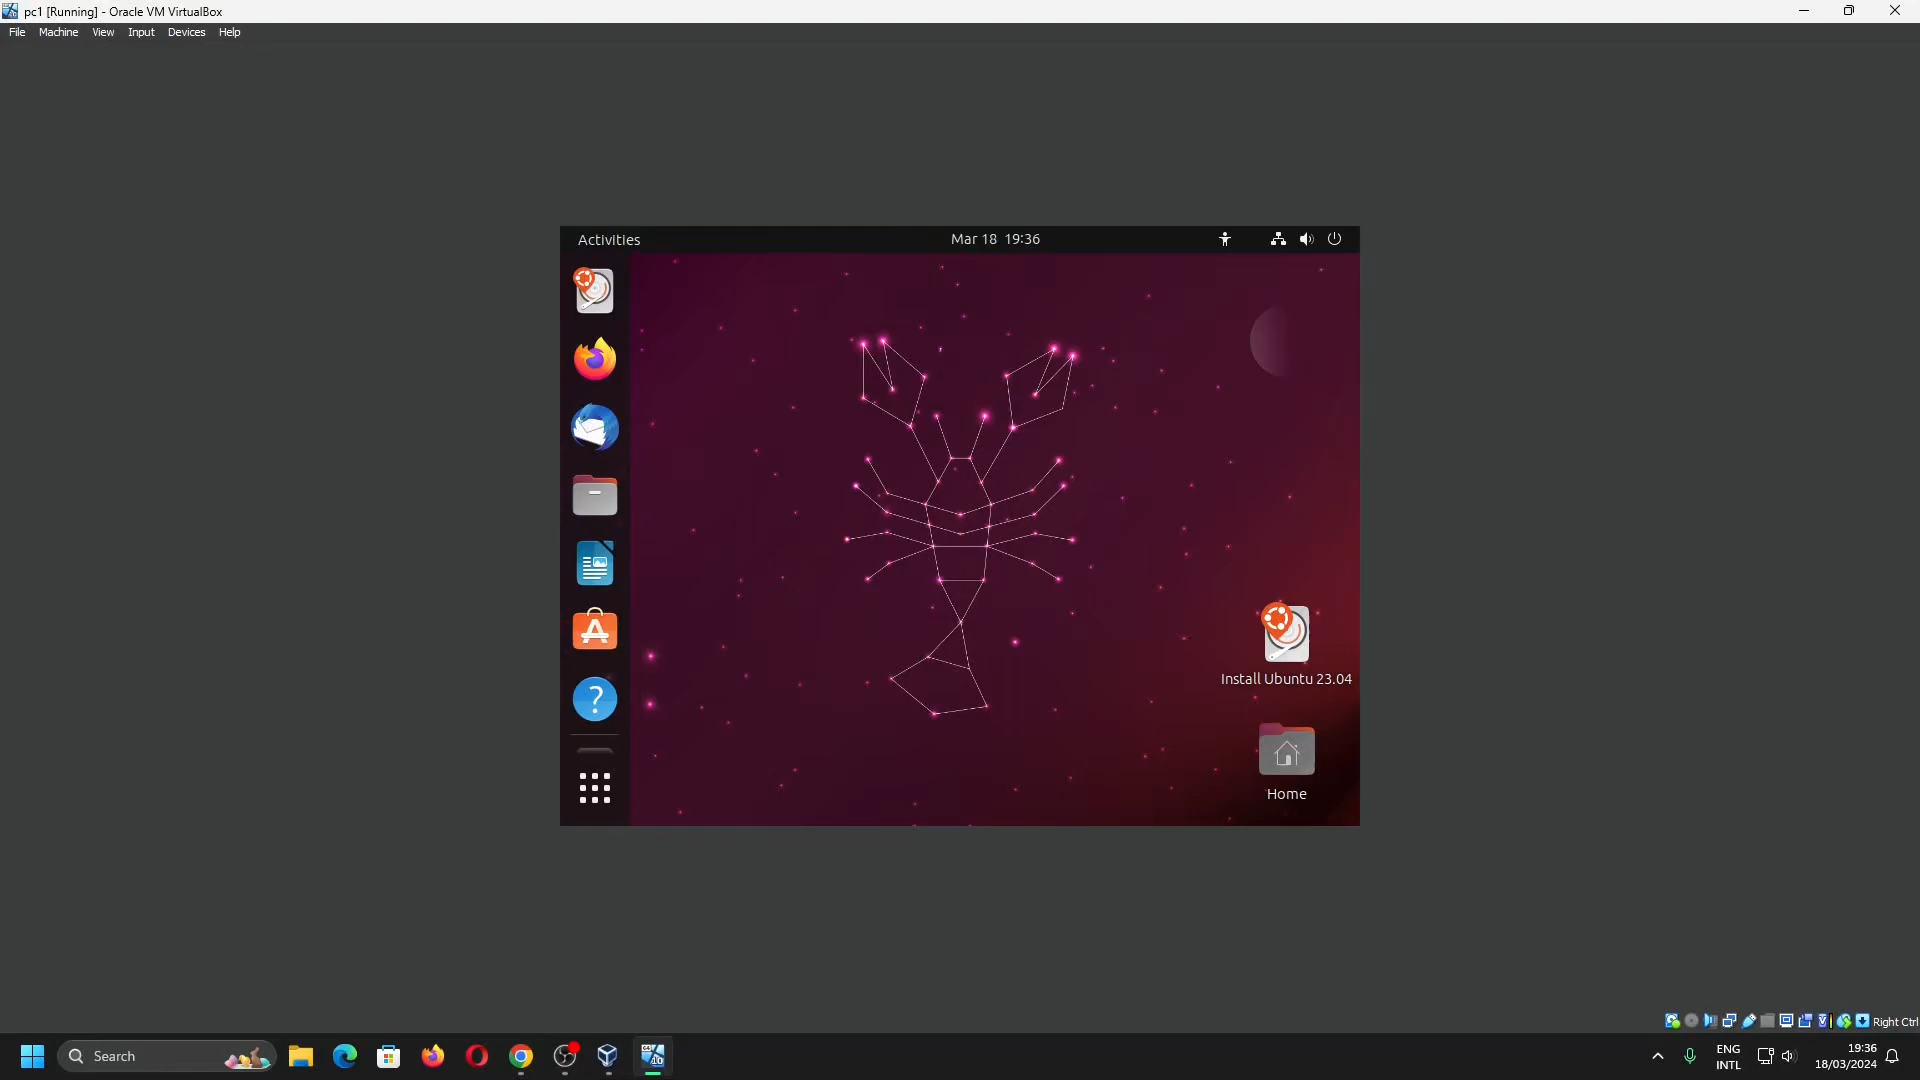 pc1 [Running] - Oracle VM VirtualBox
File Machine View Input Devices Help
Activities
Mar 18 19:36
Install Ubuntu 23.04
Home
Right Ctrl
Search
ENG
INTL
19:36
18/03/2024